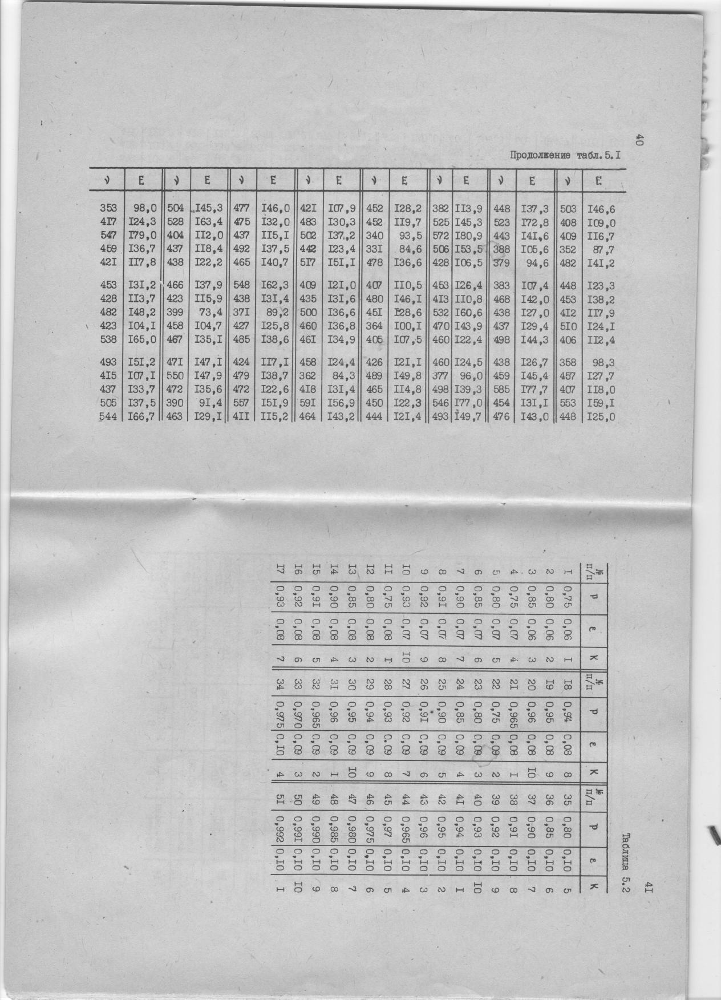 40
Продолжение табл.5.I
ν E ν E ν E ν E ν E ν E ν E ν E
353 98,0 504 I45,3 477 I46,0 42I I07,9 452 I28,2 382 II3,9 448 I37,3 503 I46,6
4I7 I24,3 528 I63,4 475 I32,0 483 I30,3 452 II9,7 525 I45,3 523 I72,8 408 I09,0
547 I79,0 404 II2,0 437 II5,I 502 I37,2 340 93,5 572 I80,9 443 I4I,6 409 II6,7
459 I36,7 437 II8,4 492 I37,5 442 I23,4 33I 84,6 506 I53,5 388 I05,6 352 87,7
42I II7,8 438 I22,2 465 I40,7 5I7 I5I,I 478 I36,6 428 I06,5 379 94,6 482 I4I,2
453 I3I,2 466 I37,9 548 I62,3 409 I2I,0 407 II0,5 453 I26,4 383 I07,4 448 I23,3
428 II3,7 423 II5,9 438 I3I,4 435 I3I,6 480 I46,I 4I3 II0,8 468 I42,0 453 I38,2
482 I48,2 399 73,4 37I 89,2 500 I36,6 45I I28,6 532 I60,6 438 I27,0 4I2 II7,9
423 I04,I 458 I04,7 427 I25,8 460 I36,8 364 I00,I 470 I43,9 437 I29,4 5I0 I24,I
538 I65,0 467 I35,I 485 I38,6 46I I34,9 405 I07,5 460 I22,4 498 I44,3 406 II2,4
493 I5I,2 47I I47,I 424 II7,I 458 I24,4 426 I2I,I 460 I24,5 438 I26,7 358 98,3
4I5 I07,I 550 I47,9 479 I38,7 362 84,3 489 I49,8 377 96,0 459 I45,4 457 I27,7
437 I33,7 472 I35,6 472 I22,6 4I8 I3I,4 465 II4,8 498 I39,3 585 I77,7 407 II8,0
505 I37,5 390 9I,4 557 I5I,9 59I I56,9 450 I22,3 546 I77,0 454 I3I,I 553 I59,I
544 I66,7 463 I29,I 4II II5,2 464 I43,2 444 I2I,4 493 I49,7 476 I43,0 448 I25,0
4I
Таблица 5.2
№ п/п P ε K № п/п P ε K № п/п P ε K
I 0,75 0,06 I I8 0,94 0,08 8 35 0,80 0,I0 5
2 0,80 0,06 2 I9 0,95 0,08 9 36 0,85 0,I0 6
3 0,85 0,06 3 20 0,96 0,08 I0 37 0,90 0,I0 7
4 0,75 0,07 4 2I 0,965 0,08 I 38 0,9I 0,I0 8
5 0,80 0,07 5 22 0,75 0,09 2 39 0,92 0,I0 9
6 0,85 0,07 6 23 0,80 0,09 3 40 0,93 0,I0 I0
7 0,90 0,07 7 24 0,85 0,09 4 4I 0,94 0,I0 I
8 0,9I 0,07 8 25 0,90 0,09 5 42 0,95 0,I0 2
9 0,92 0,07 9 26 0,9I 0,09 6 43 0,96 0,I0 3
I0 0,93 0,07 I0 27 0,92 0,09 7 44 0,965 0,I0 4
II 0,75 0,08 I 28 0,93 0.09 8 45 0,97 0,I0 5
I2 0,80 0,08 2 29 0,94 0,09 9 46 0,975 0,I0 6
I3 0,85 0,08 3 30 0,95 0,09 I0 47 0,980 0,I0 7
I4 0,90 0,08 4 3I 0,96 0,09 I 48 0,985 0,I0 8
I5 0,9I 0,08 5 32 0,965 0,09 2 49 0,990 0,I0 9
I6 0,92 0,08 6 33 0,970 0,09 3 50 0,99I 0,I0 I0
I7 0,93 0,08 7 34 0,975 0,I0 4 5I 0,992 0,I0 I